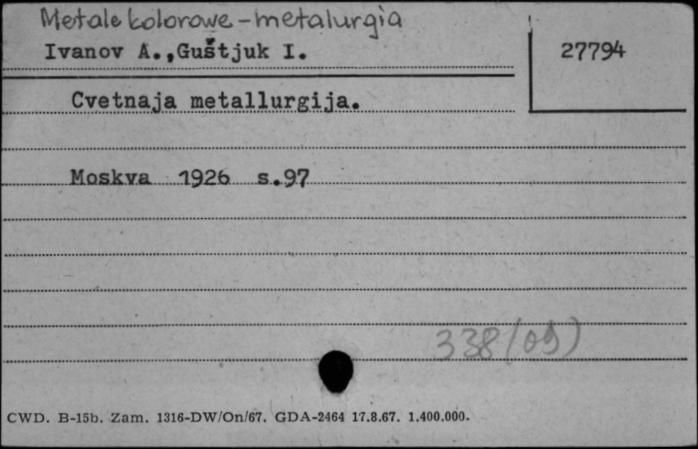 Metale kolorowe-metalurgia
Ivanov A.,Guštjuk I.
27794
Cvetnaja metallurgija.
Moskva 1926 s.97
338(09)
CWD. B-15b. Zam. 1316-DW/On/67. GDA-2464 17.8.67. 1.400.000.